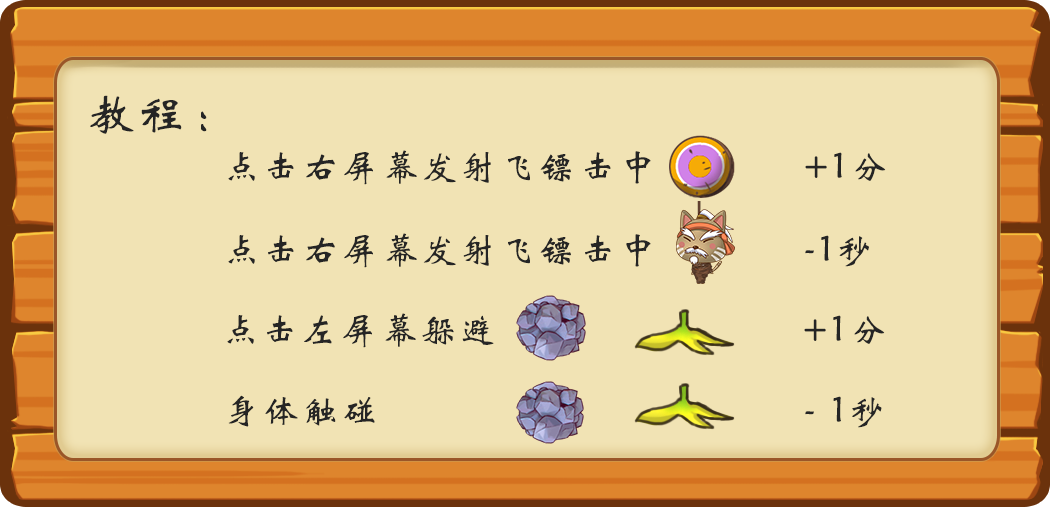 教程：
点击右屏幕发射飞镖击中 +1分
点击右屏幕发射飞镖击中 -1秒
点击左屏幕躲避 +1分
身体触碰 - 1秒